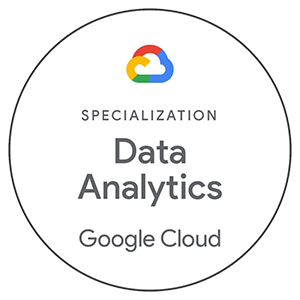 SPECIALIZATION
Data
Analytics
Google Cloud